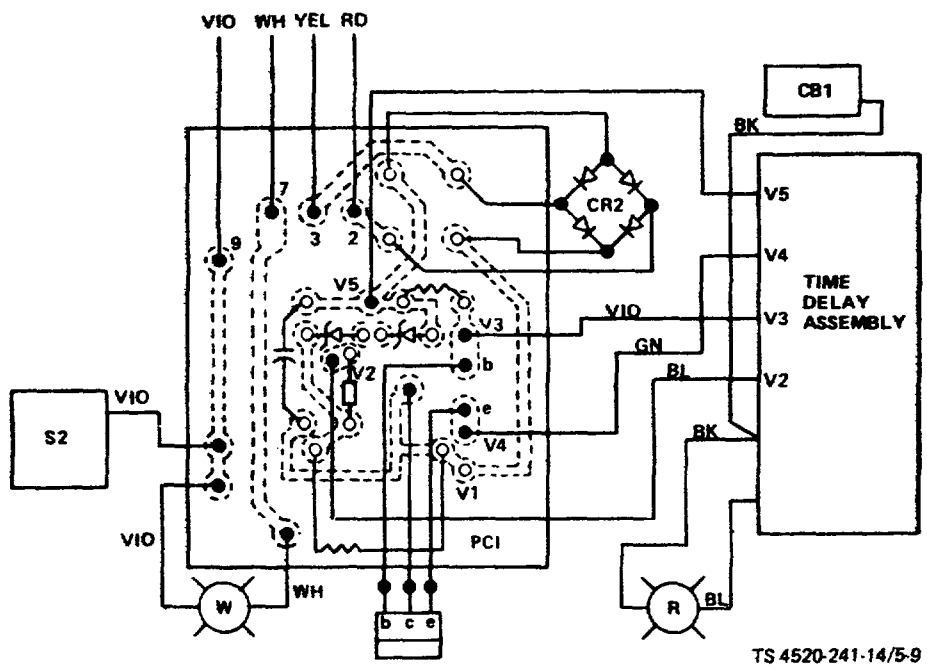 VIO WH YEL RD
CB1
BK
7
V5
CR2
3 2
9
V4
V5
TIME
DELAY
ASSEMBLY
V3 VIO V3
GN
V2 b BL V2
VIO
e
S2
BK
V4
V1
VIO
PCI
WH
W
R BL
b c e
TS 4520-241-14/5-9